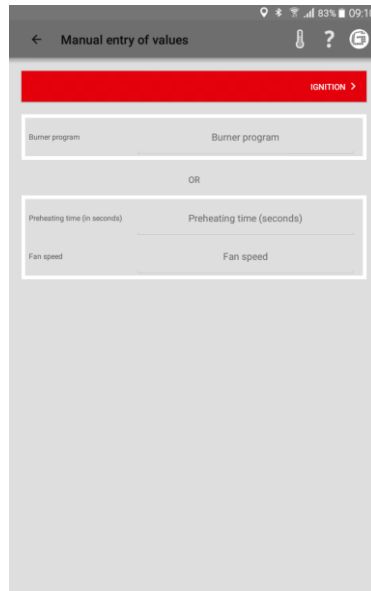 83% 09:10
← Manual entry of values ?
IGNITION >
Burner program Burner program
OR
Preheating time (in seconds) Preheating time (seconds)
Fan speed Fan speed